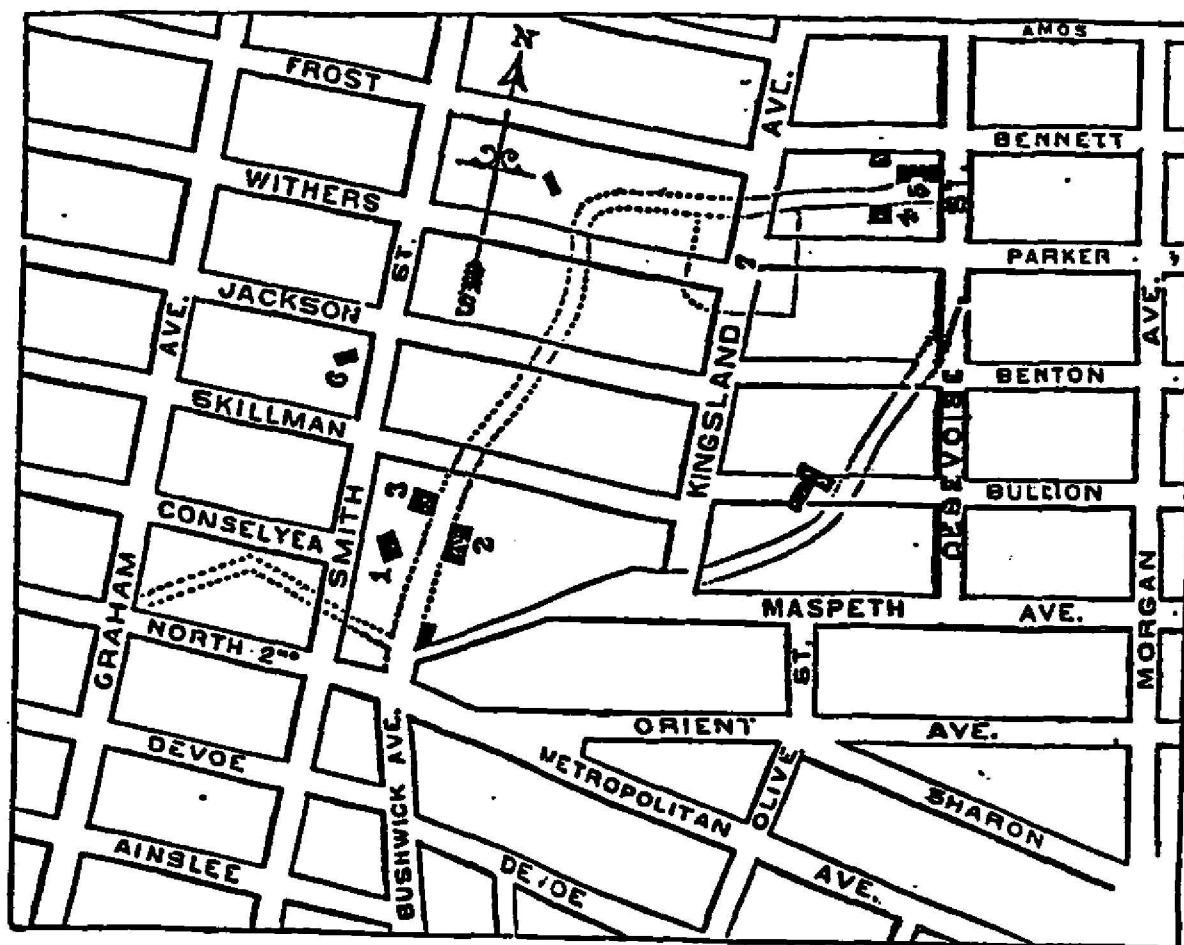 AMOS
FROST
N
AVE.
BENNETT
WITHERS
5
4
ST.
ST.
PARKER
S
JACKSON
AVE.
7
AVE.
6
KINGSLAND
BENTON
SKILLMAN
DEBEVOISE
BULLION
3
CONSELYEA
SMITH
1
2
GRAHAM
MASPETH
AVE.
MORGAN
NORTH 2ND
ST.
ORIENT
AVE.
DEVOE
BUSHWICK AVE.
METROPOLITAN
OLIVE
SHARON
AINSLEE
DEVOE
AVE.